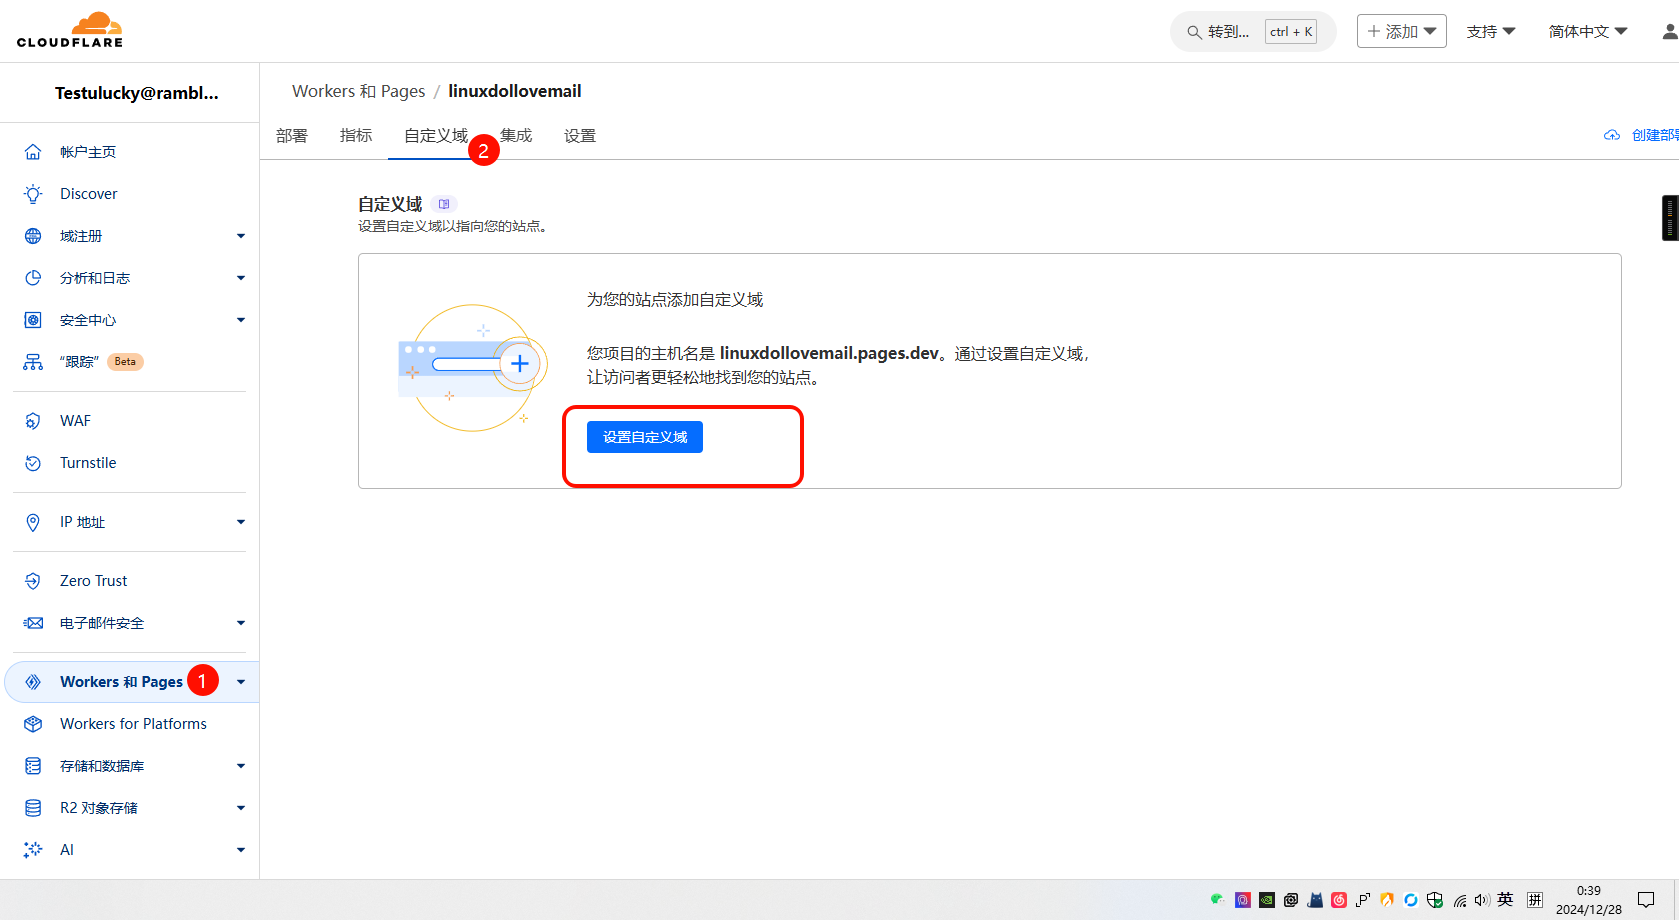 CLOUDFLARE
转到...
ctrl + K
添加
支持
简体中文
Testulucky@rambl...
Workers 和 Pages / linuxdollovemail
部署
指标
自定义域
2
集成
设置
创建部署
帐户主页
Discover
域注册
分析和日志
安全中心
“跟踪”
Beta
WAF
Turnstile
IP 地址
Zero Trust
电子邮件安全
Workers 和 Pages
1
Workers for Platforms
存储和数据库
R2 对象存储
AI
自定义域
设置自定义域以指向您的站点。
为您的站点添加自定义域
您项目的主机名是 linuxdollovemail.pages.dev。通过设置自定义域，
让访问者更轻松地找到您的站点。
设置自定义域
英
拼
0:39
2024/12/28